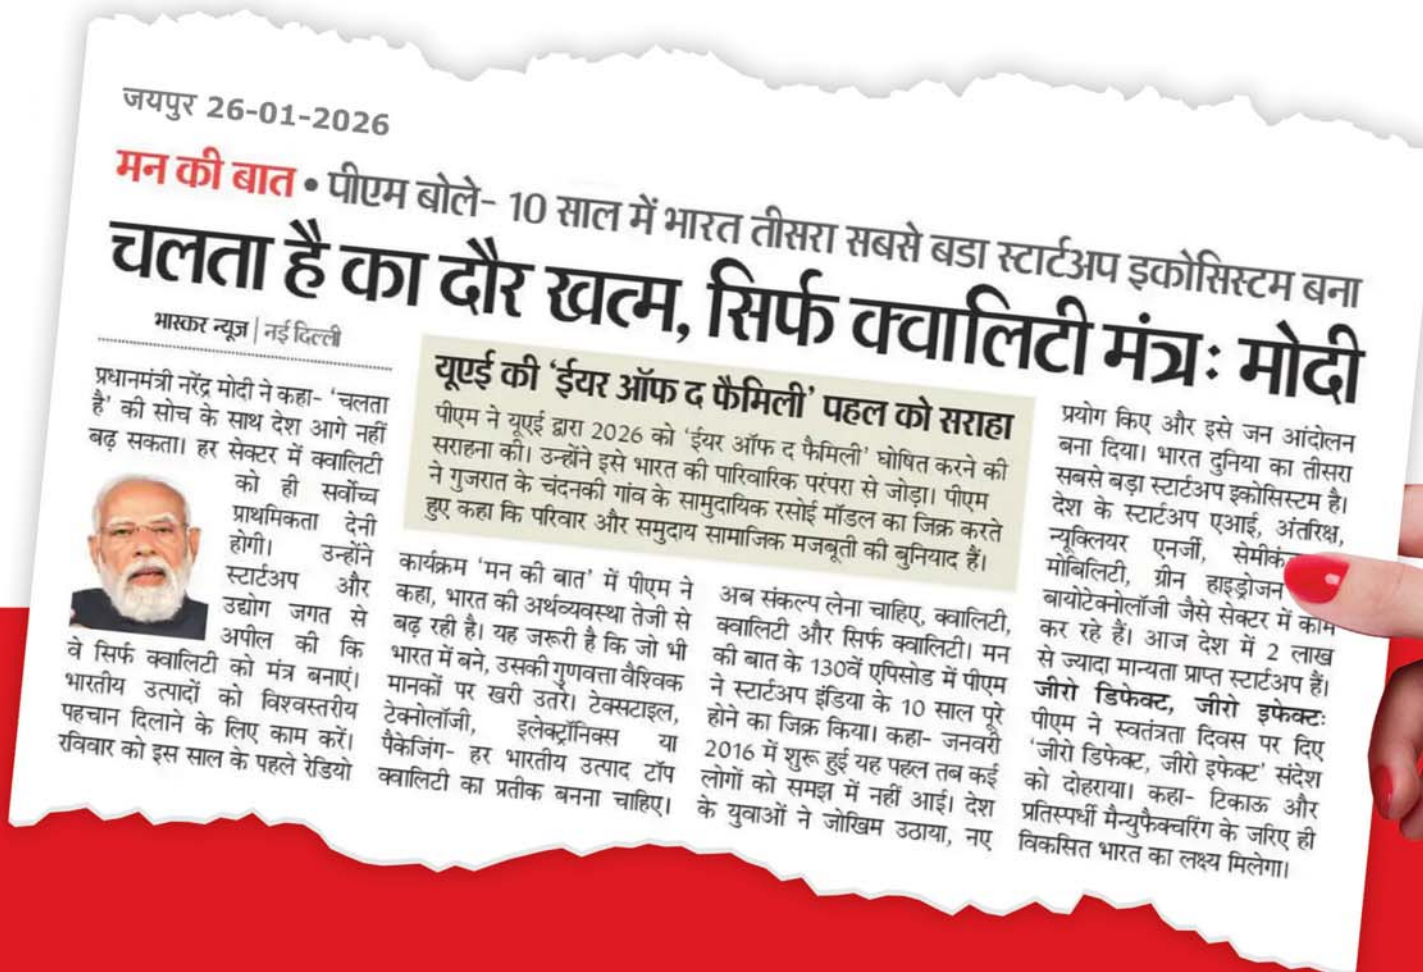 जयपुर 26-01-2026
मन की बात • पीएम बोले- 10 साल में भारत तीसरा सबसे बडा स्टार्टअप इकोसिस्टम बना
चलता है का दौर खत्म, सिर्फ क्वालिटी मंत्र: मोदी
भास्कर न्यूज | नई दिल्ली
प्रधानमंत्री नरेंद्र मोदी ने कहा- ‘चलता
है’ की सोच के साथ देश आगे नहीं
बढ़ सकता। हर सेक्टर में क्वालिटी
को ही सर्वोच्च
प्राथमिकता देनी
होगी। उन्होंने
स्टार्टअप और
उद्योग जगत से
अपील की कि
वे सिर्फ क्वालिटी को मंत्र बनाएं।
भारतीय उत्पादों को विश्वस्तरीय
पहचान दिलाने के लिए काम करें।
रविवार को इस साल के पहले रेडियो
यूएई की ‘ईयर ऑफ द फैमिली’ पहल को सराहा
पीएम ने यूएई द्वारा 2026 को ‘ईयर ऑफ द फैमिली’ घोषित करने की
सराहना की। उन्होंने इसे भारत की पारिवारिक परंपरा से जोड़ा। पीएम
ने गुजरात के चंदनकी गांव के सामुदायिक रसोई मॉडल का जिक्र करते
हुए कहा कि परिवार और समुदाय सामाजिक मजबूती की बुनियाद हैं।
कार्यक्रम ‘मन की बात’ में पीएम ने
कहा, भारत की अर्थव्यवस्था तेजी से
बढ़ रही है। यह जरूरी है कि जो भी
भारत में बने, उसकी गुणवत्ता वैश्विक
मानकों पर खरी उतरे। टेक्सटाइल,
टेक्नोलॉजी, इलेक्ट्रॉनिक्स या
पैकेजिंग- हर भारतीय उत्पाद टॉप
क्वालिटी का प्रतीक बनना चाहिए।
अब संकल्प लेना चाहिए, क्वालिटी,
क्वालिटी और सिर्फ क्वालिटी। मन
की बात के 130वें एपिसोड में पीएम
ने स्टार्टअप इंडिया के 10 साल पूरे
होने का जिक्र किया। कहा- जनवरी
2016 में शुरू हुई यह पहल तब कई
लोगों को समझ में नहीं आई। देश
के युवाओं ने जोखिम उठाया, नए
प्रयोग किए और इसे जन आंदोलन
बना दिया। भारत दुनिया का तीसरा
सबसे बड़ा स्टार्टअप इकोसिस्टम है।
देश के स्टार्टअप एआई, अंतरिक्ष,
न्यूक्लियर एनर्जी,
मोबिलिटी, ग्रीन हाइड्रोजन
बायोटेक्नोलॉजी जैसे सेक्टर में काम
कर रहे हैं। आज देश में 2 लाख
से ज्यादा मान्यता प्राप्त स्टार्टअप हैं।
जीरो डिफेक्ट, जीरो इफेक्ट:
पीएम ने स्वतंत्रता दिवस पर दिए
‘जीरो डिफेक्ट, जीरो इफेक्ट’ संदेश
को दोहराया। कहा- टिकाऊ और
प्रतिस्पर्धी मैन्युफैक्चरिंग के जरिए ही
विकसित भारत का लक्ष्य मिलेगा।